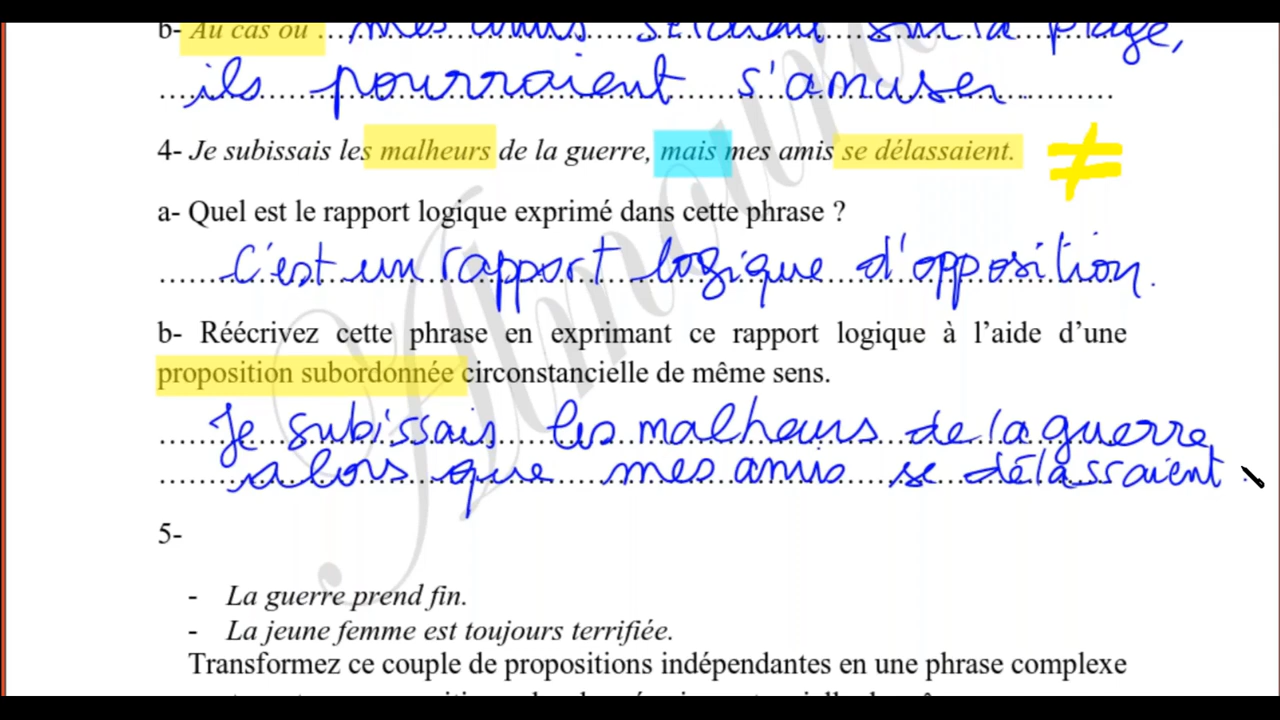 b- Au cas où ... mes amis seraient sur la plage,
ils pourraient s'amuser
4- Je subissais les malheurs de la guerre, mais mes amis se délassaient. ≠
a- Quel est le rapport logique exprimé dans cette phrase ?
C'est un rapport logique d'opposition.
b- Réécrivez cette phrase en exprimant ce rapport logique à l'aide d'une
proposition subordonnée circonstancielle de même sens.
Je subissais les malheurs de la guerre
alors que mes amis se délassaient.
5-
- La guerre prend fin.
- La jeune femme est toujours terrifiée.
Transformez ce couple de propositions indépendantes en une phrase complexe